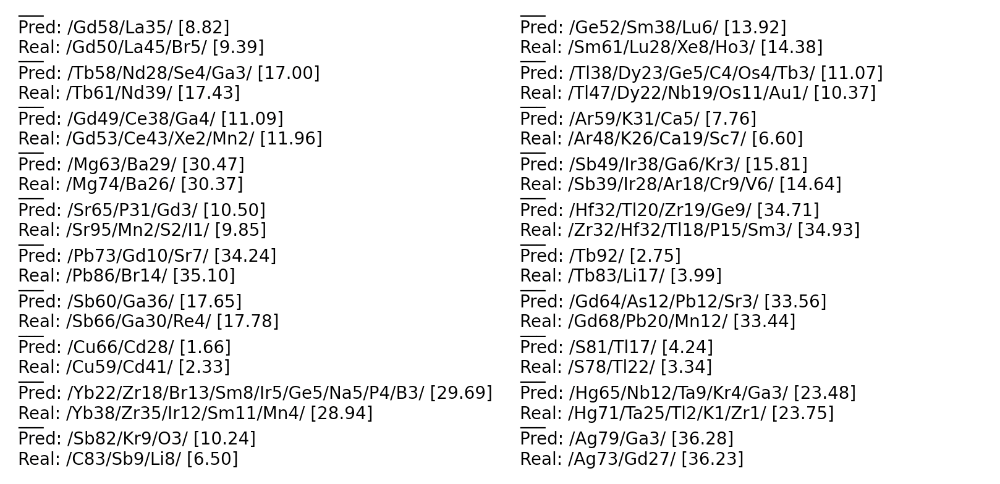 Pred: /Gd58/La35/ [8.82]
Real: /Gd50/La45/Br5/ [9.39]
Pred: /Tb58/Nd28/Se4/Ga3/ [17.00]
Real: /Tb61/Nd39/ [17.43]
Pred: /Gd49/Ce38/Ga4/ [11.09]
Real: /Gd53/Ce43/Xe2/Mn2/ [11.96]
Pred: /Mg63/Ba29/ [30.47]
Real: /Mg74/Ba26/ [30.37]
Pred: /Sr65/P31/Gd3/ [10.50]
Real: /Sr95/Mn2/S2/I1/ [9.85]
Pred: /Pb73/Gd10/Sr7/ [34.24]
Real: /Pb86/Br14/ [35.10]
Pred: /Sb60/Ga36/ [17.65]
Real: /Sb66/Ga30/Re4/ [17.78]
Pred: /Cu66/Cd28/ [1.66]
Real: /Cu59/Cd41/ [2.33]
Pred: /Yb22/Zr18/Br13/Sm8/Ir5/Ge5/Na5/P4/B3/ [29.69]
Real: /Yb38/Zr35/Ir12/Sm11/Mn4/ [28.94]
Pred: /Sb82/Kr9/O3/ [10.24]
Real: /C83/Sb9/Li8/ [6.50]
Pred: /Ge52/Sm38/Lu6/ [13.92]
Real: /Sm61/Lu28/Xe8/Ho3/ [14.38]
Pred: /Tl38/Dy23/Ge5/C4/Os4/Tb3/ [11.07]
Real: /Tl47/Dy22/Nb19/Os11/Au1/ [10.37]
Pred: /Ar59/K31/Ca5/ [7.76]
Real: /Ar48/K26/Ca19/Sc7/ [6.60]
Pred: /Sb49/Ir38/Ga6/Kr3/ [15.81]
Real: /Sb39/Ir28/Ar18/Cr9/V6/ [14.64]
Pred: /Hf32/Tl20/Zr19/Ge9/ [34.71]
Real: /Zr32/Hf32/Tl18/P15/Sm3/ [34.93]
Pred: /Tb92/ [2.75]
Real: /Tb83/Li17/ [3.99]
Pred: /Gd64/As12/Pb12/Sr3/ [33.56]
Real: /Gd68/Pb20/Mn12/ [33.44]
Pred: /S81/Tl17/ [4.24]
Real: /S78/Tl22/ [3.34]
Pred: /Hg65/Nb12/Ta9/Kr4/Ga3/ [23.48]
Real: /Hg71/Ta25/Tl2/K1/Zr1/ [23.75]
Pred: /Ag79/Ga3/ [36.28]
Real: /Ag73/Gd27/ [36.23]